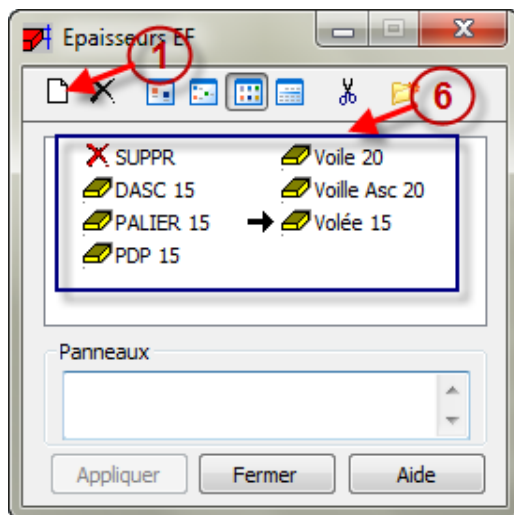 Epaisseurs EF
1
6
SUPPR
Voile 20
DASC 15
Voille Asc 20
PALIER 15
Volée 15
PDP 15
Panneaux
Appliquer
Fermer
Aide